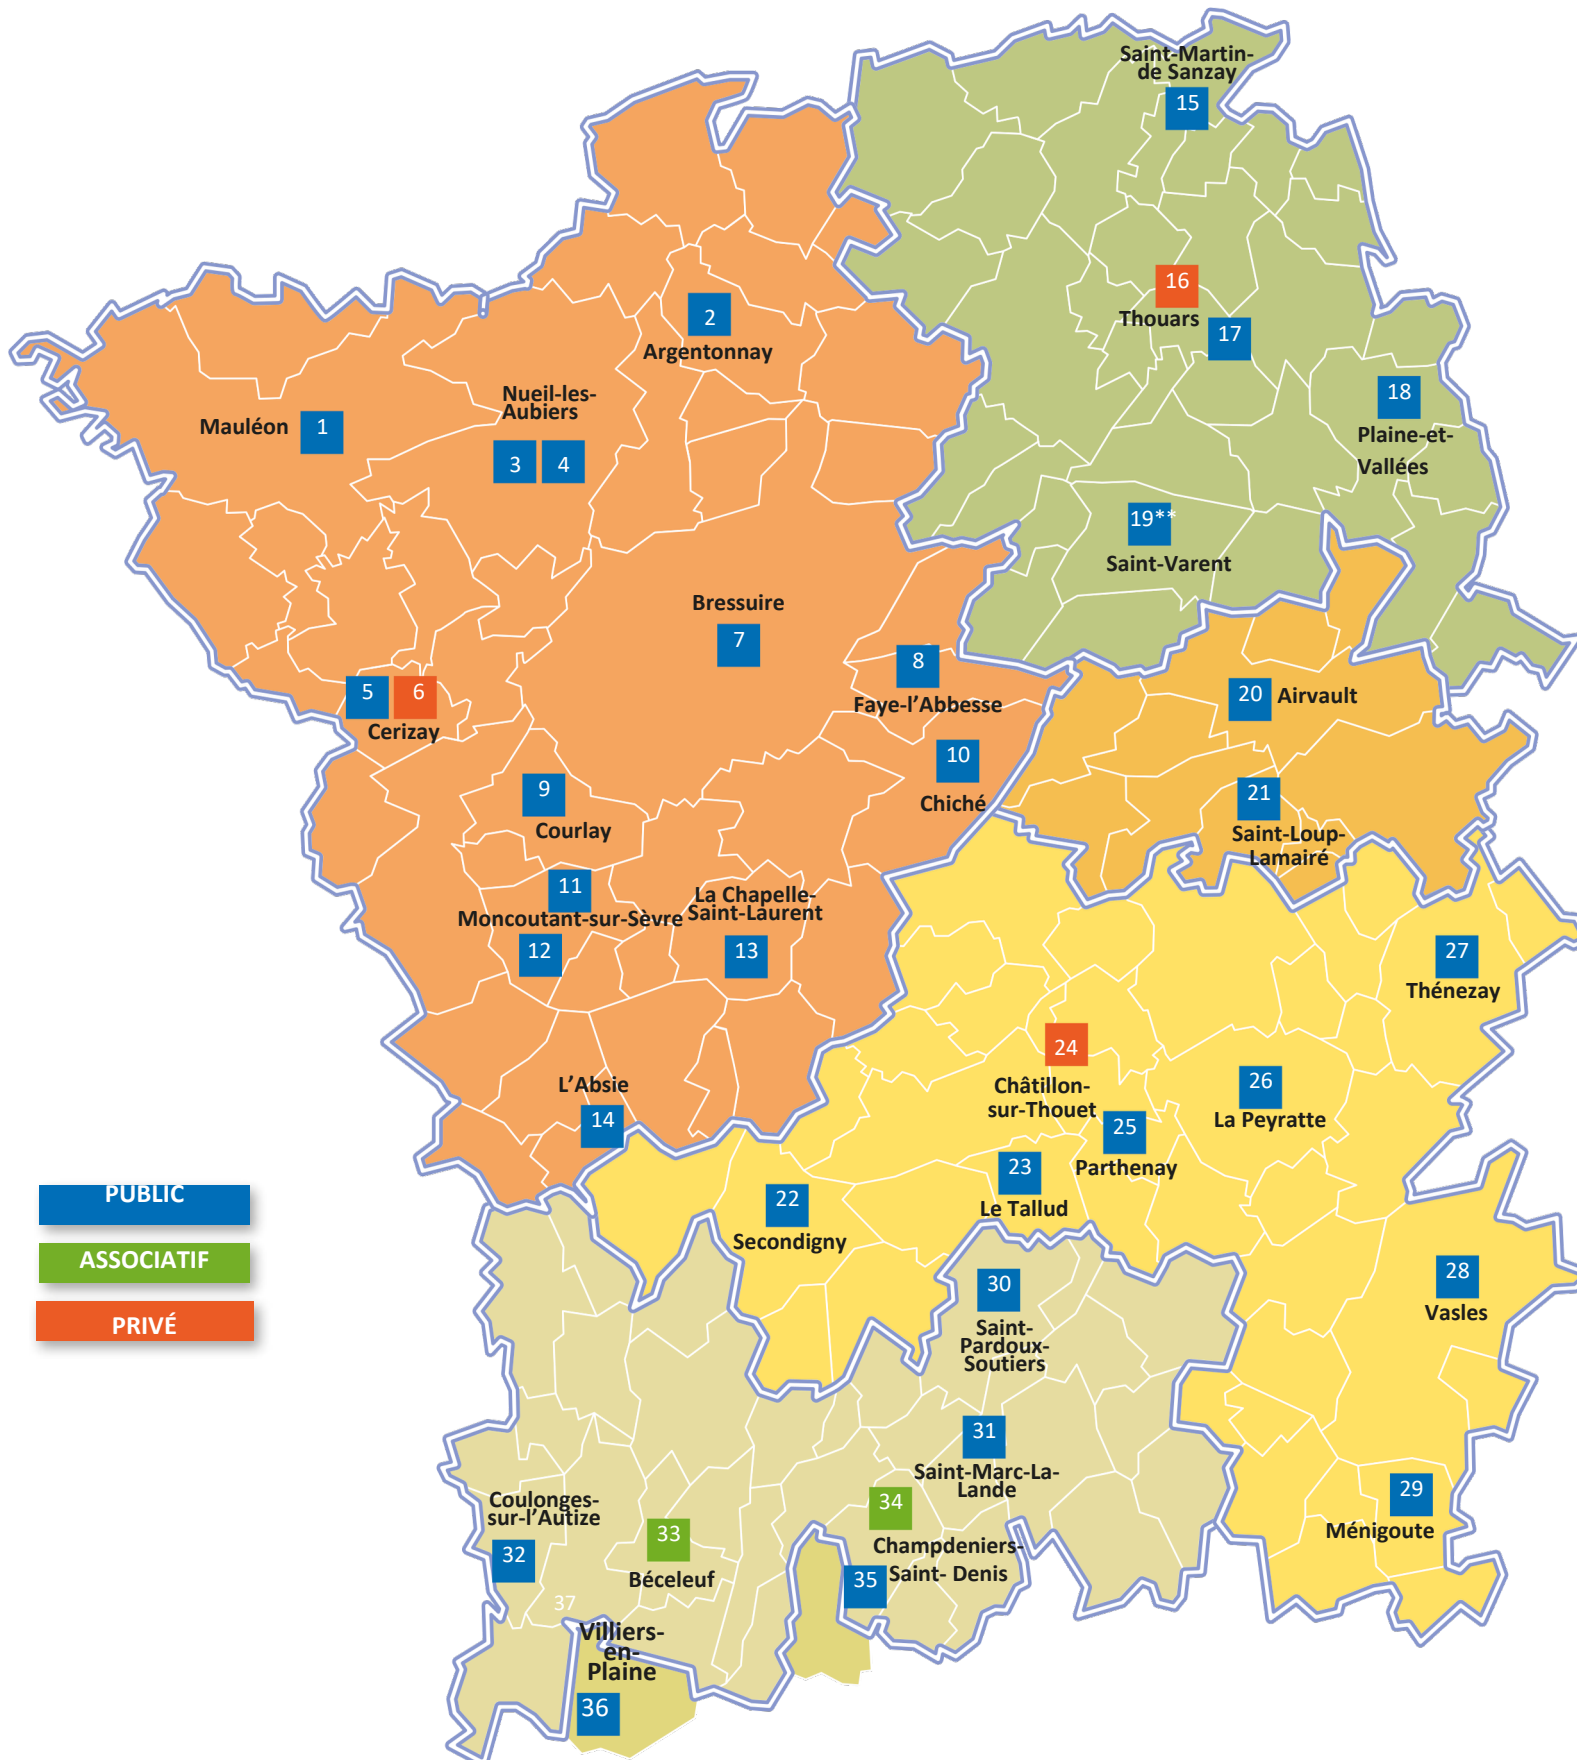 Saint-Martin-
de Sanzay
15
16
Thouars
17
2
Argentonnay
18
Plaine-et-
Vallées
Nueil-les-
Aubiers
Mauléon 1
3 4
19**
Saint-Varent
Bressuire
7
8
Faye-l’Abbesse
5 6
Cerizay
20 Airvault
10
Chiché
9
Courlay
21
Saint-Loup-
Lamairé
11
Moncoutant-sur-Sèvre
12
La Chapelle-
Saint-Laurent
13
27
Thénezay
24
Châtillon-
sur-Thouet
26
La Peyratte
L’Absie
14
25
Parthenay
23
Le Tallud
22
Secondigny
PUBLIC
ASSOCIATIF
PRIVÉ
28
Vasles
30
Saint-
Pardoux-
Soutiers
31
Saint-Marc-La-
Lande
29
Ménigoute
Coulonges-
sur-l’Autize
32
33
Béceleuf
34
Champdeniers-
Saint- Denis
35
37
Villiers-
en-
Plaine
36